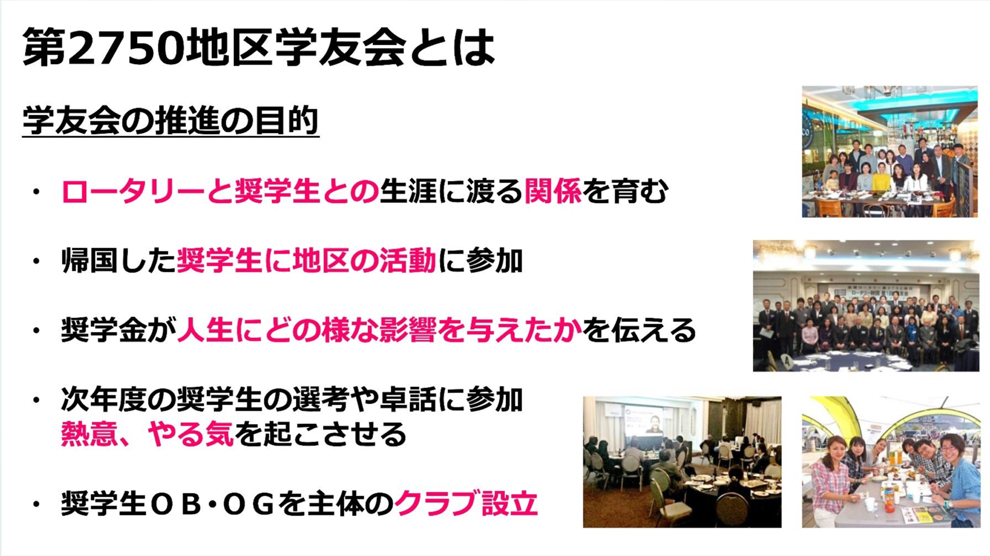 第2750地区学友会とは
学友会の推進の目的
・ ロータリーと奨学生との生涯に渡る関係を育む
・ 帰国した奨学生に地区の活動に参加
・ 奨学金が人生にどの様な影響を与えたかを伝える
・ 次年度の奨学生の選考や卓話に参加
熱意、やる気を起こさせる
・ 奨学生ＯＢ・ＯＧを主体のクラブ設立